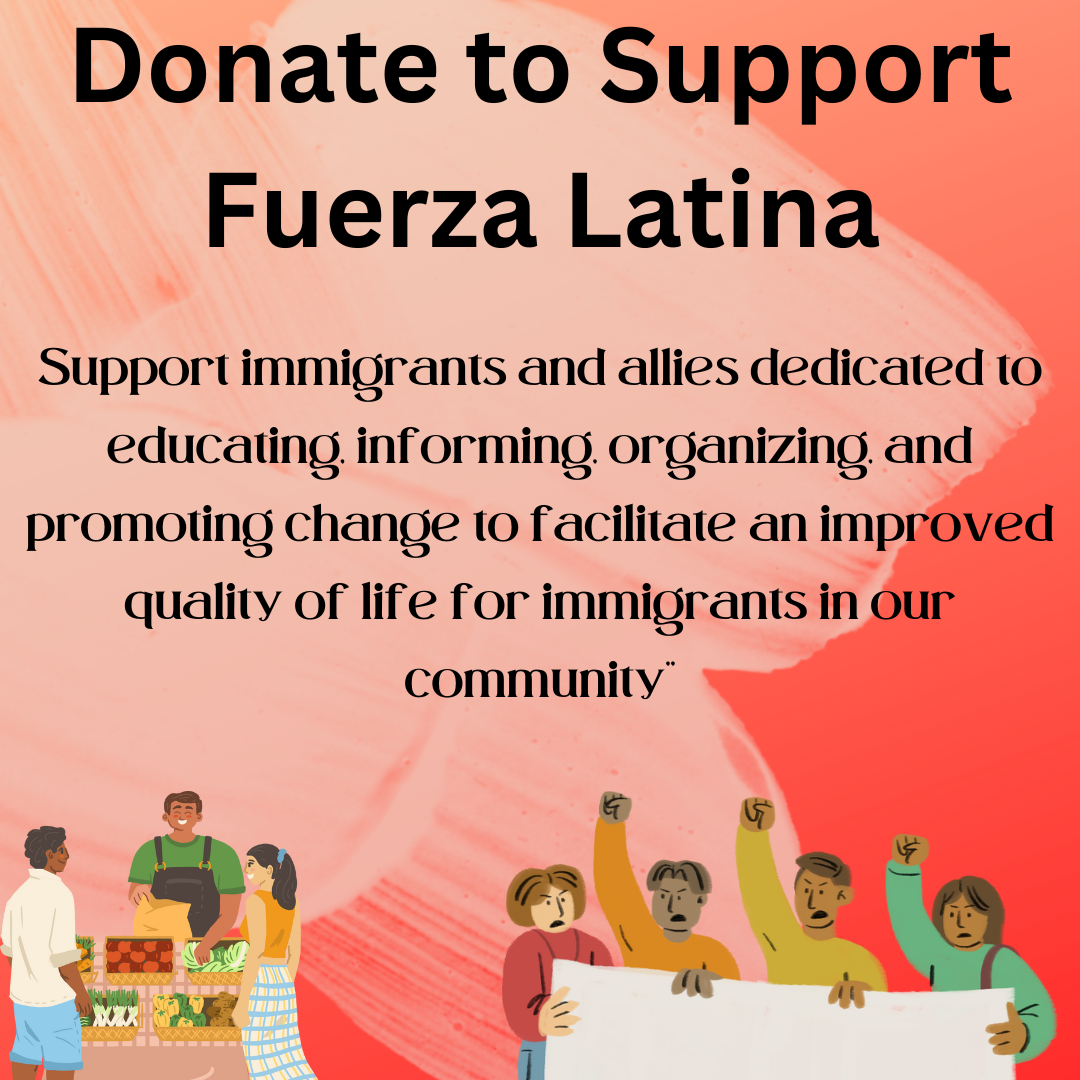 Donate to Support
Fuerza Latina
Support immigrants and allies dedicated to
educating, informing, organizing, and
promoting change to facilitate an improved
quality of life for immigrants in our
community"